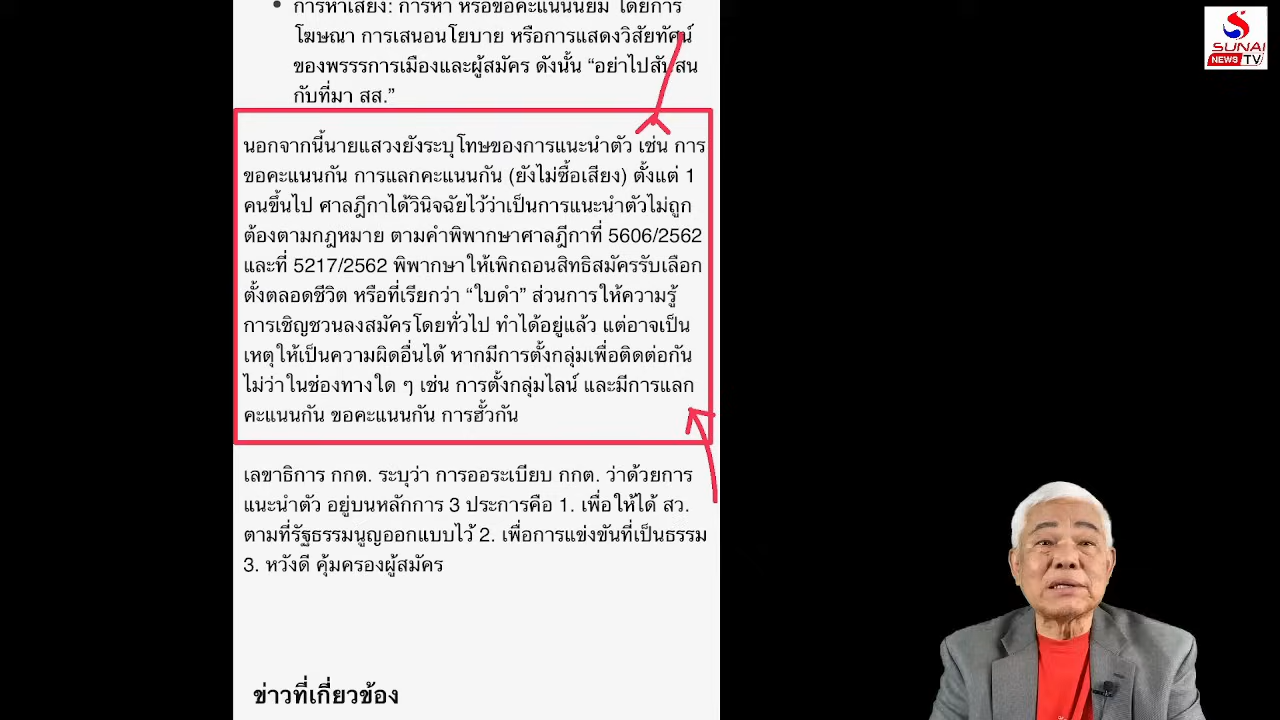 การหาเสียง: การหา หรือขอคะแนนนิยม โดยการ
โฆษณา การเสนอนโยบาย หรือการแสดงวิสัยทัศน์
ของพรรรการเมืองและผู้สมัคร ดังนั้น “อย่าไปสับสน
กับที่มา สส.”
นอกจากนี้นายแสวงยังระบุโทษของการแนะนำตัว เช่น การ
ขอคะแนนกัน การแลกคะแนนกัน (ยังไม่ซื้อเสียง) ตั้งแต่ 1
คนขึ้นไป ศาลฎีกาได้วินิจฉัยไว้ว่าเป็นการแนะนำตัวไม่ถูก
ต้องตามกฎหมาย ตามคำพิพากษาศาลฎีกาที่ 5606/2562
และที่ 5217/2562 พิพากษาให้เพิกถอนสิทธิสมัครรับเลือก
ตั้งตลอดชีวิต หรือที่เรียกว่า “ใบดำ” ส่วนการให้ความรู้
การเชิญชวนลงสมัครโดยทั่วไป ทำได้อยู่แล้ว แต่อาจเป็น
เหตุให้เป็นความผิดอื่นได้ หากมีการตั้งกลุ่มเพื่อติดต่อกัน
ไม่ว่าในช่องทางใด ๆ เช่น การตั้งกลุ่มไลน์ และมีการแลก
คะแนนกัน ขอคะแนนกัน การฮั้วกัน
เลขาธิการ กกต. ระบุว่า การออระเบียบ กกต. ว่าด้วยการ
แนะนำตัว อยู่บนหลักการ 3 ประการคือ 1. เพื่อให้ได้ สว.
ตามที่รัฐธรรมนูญออกแบบไว้ 2. เพื่อการแข่งขันที่เป็นธรรม
3. หวังดี คุ้มครองผู้สมัคร
ข่าวที่เกี่ยวข้อง
SUNAI
NEWS TV